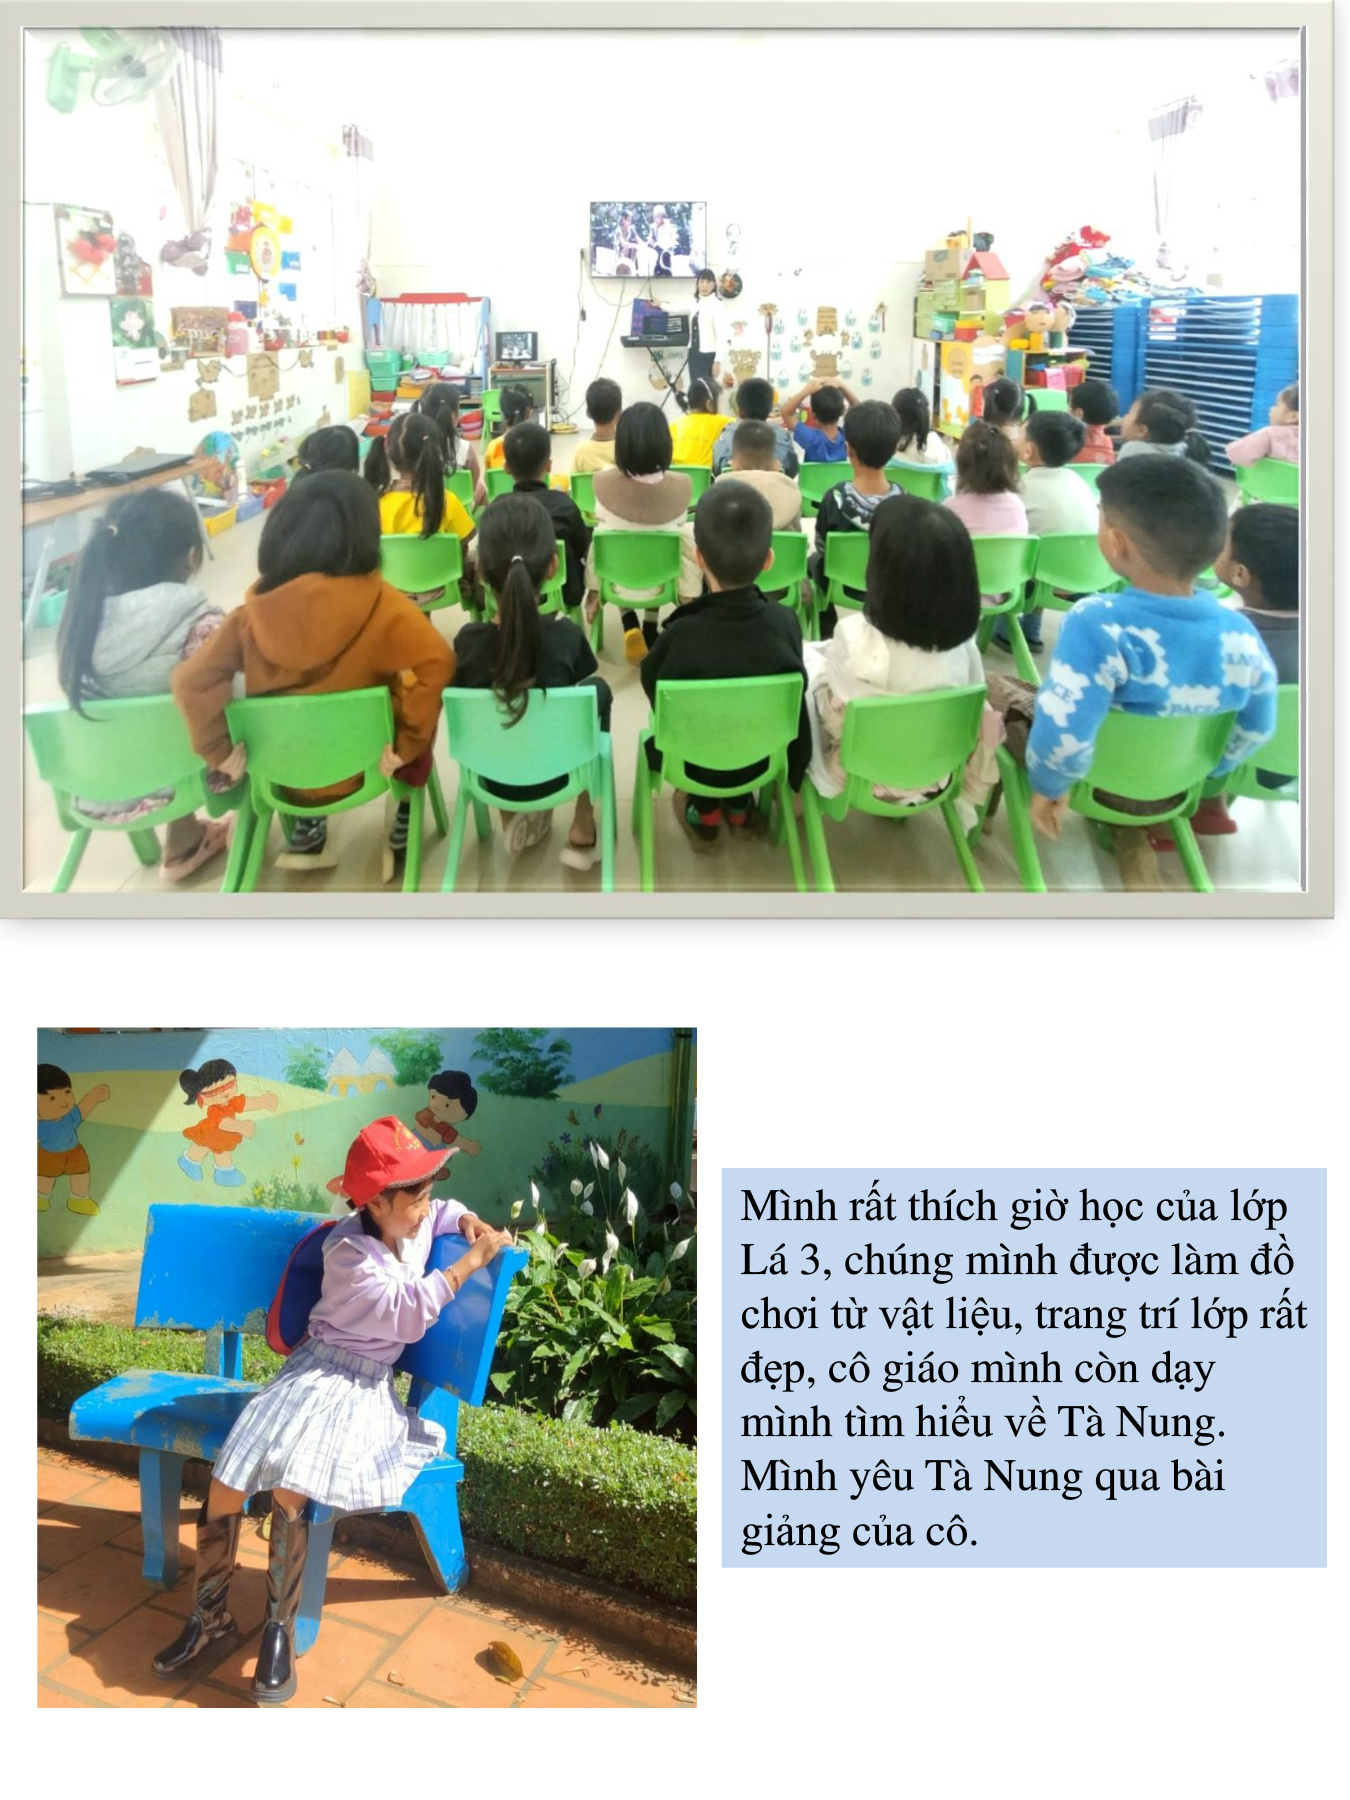 Mình rất thích giờ học của lớp
Lá 3, chúng mình được làm đồ
chơi từ vật liệu, trang trí lớp rất
đẹp, cô giáo mình còn dạy
mình tìm hiểu về Tà Nung.
Mình yêu Tà Nung qua bài
giảng của cô.